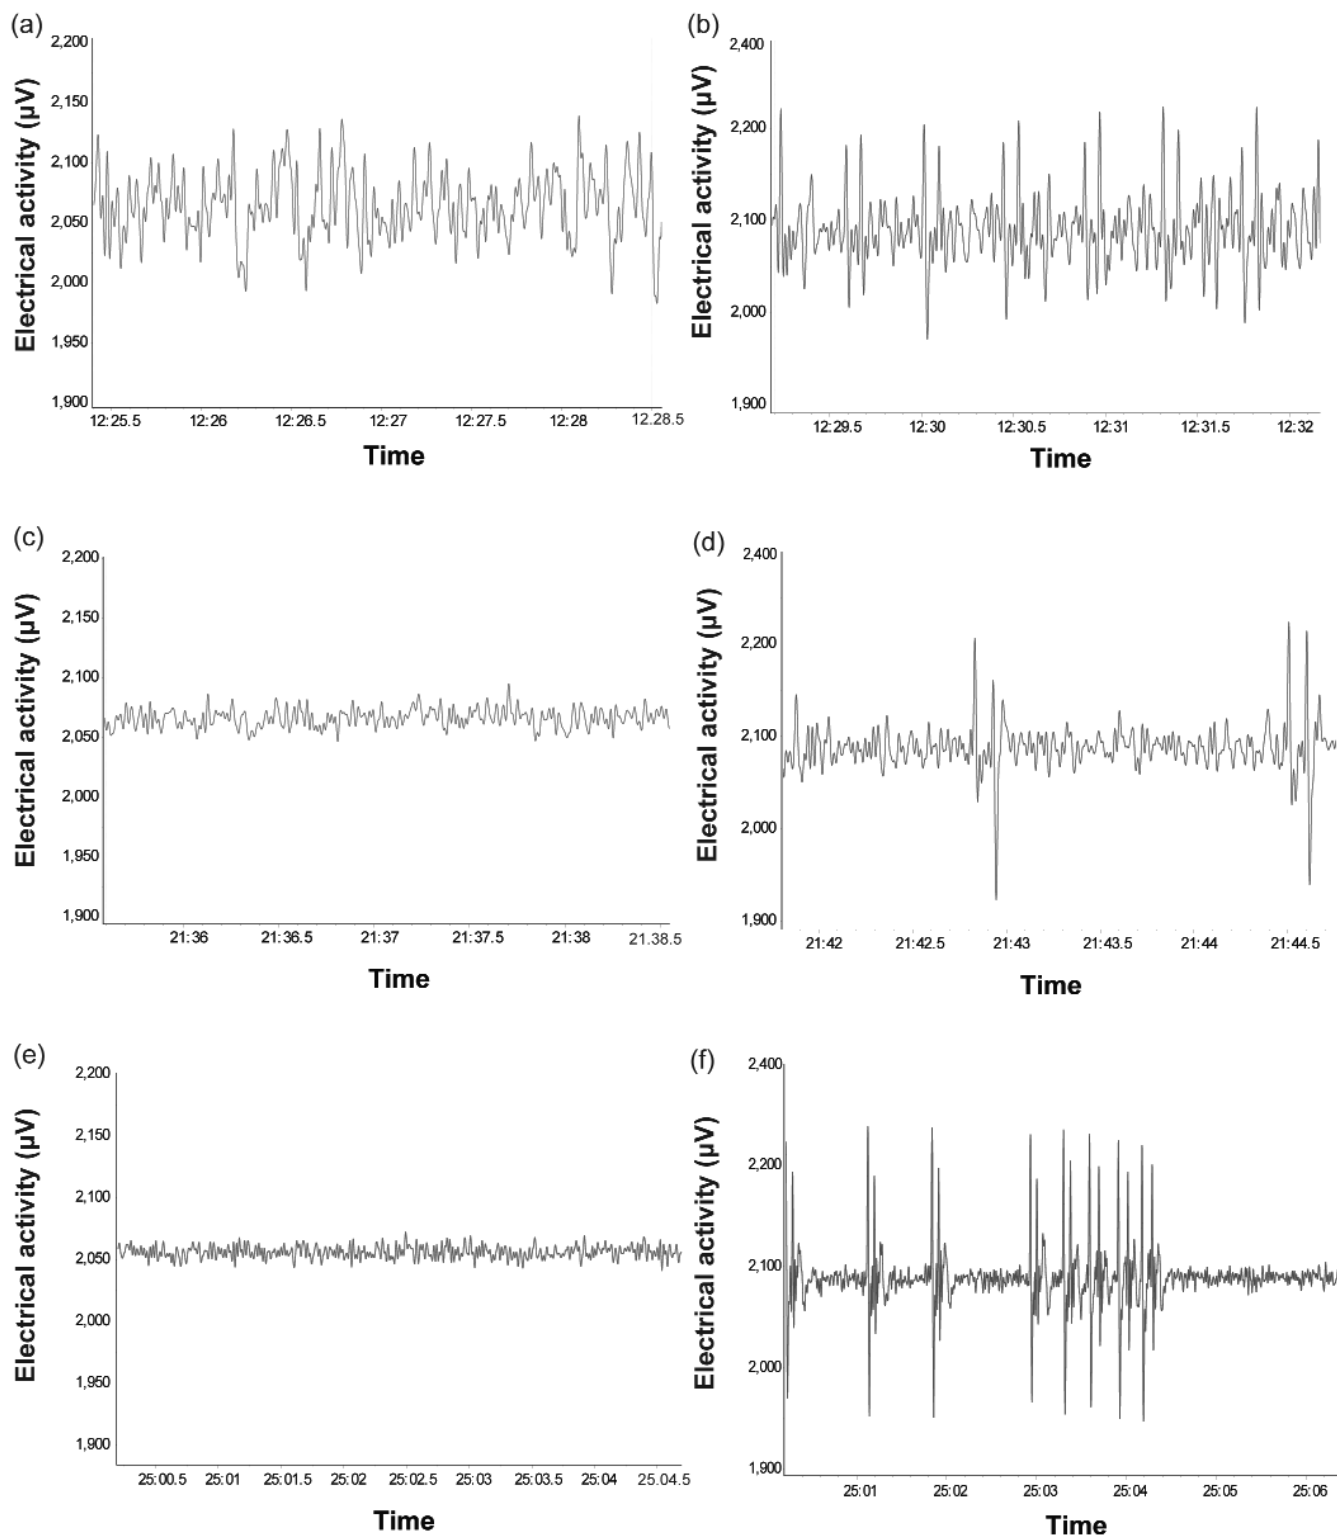 (a)
2,200
2,150
2,100
2,050
2,000
1,950
1,900
Electrical activity (µV)
12:25.5 12:26 12:26.5 12:27 12:27.5 12:28 12.28.5
Time
(b)
2,400
2,200
2,100
2,000
1,900
Electrical activity (µV)
12:29.5 12:30 12:30.5 12:31 12:31.5 12:32
Time
(c)
2,200
2,150
2,100
2,050
2,000
1,950
1,900
Electrical activity (µV)
21:36 21:36.5 21:37 21:37.5 21:38 21.38.5
Time
(d)
2,400
2,200
2,100
2,000
1,900
Electrical activity (µV)
21:42 21:42.5 21:43 21:43.5 21:44 21:44.5
Time
(e)
2,200
2,150
2,100
2,050
2,000
1,950
1,900
Electrical activity (µV)
25:00.5 25:01 25:01.5 25:02 25:02.5 25:03 25:03.5 25:04 25.04.5
Time
(f)
2,400
2,200
2,100
2,000
1,900
Electrical activity (µV)
25:01 25:02 25:03 25:04 25:05 25:06
Time